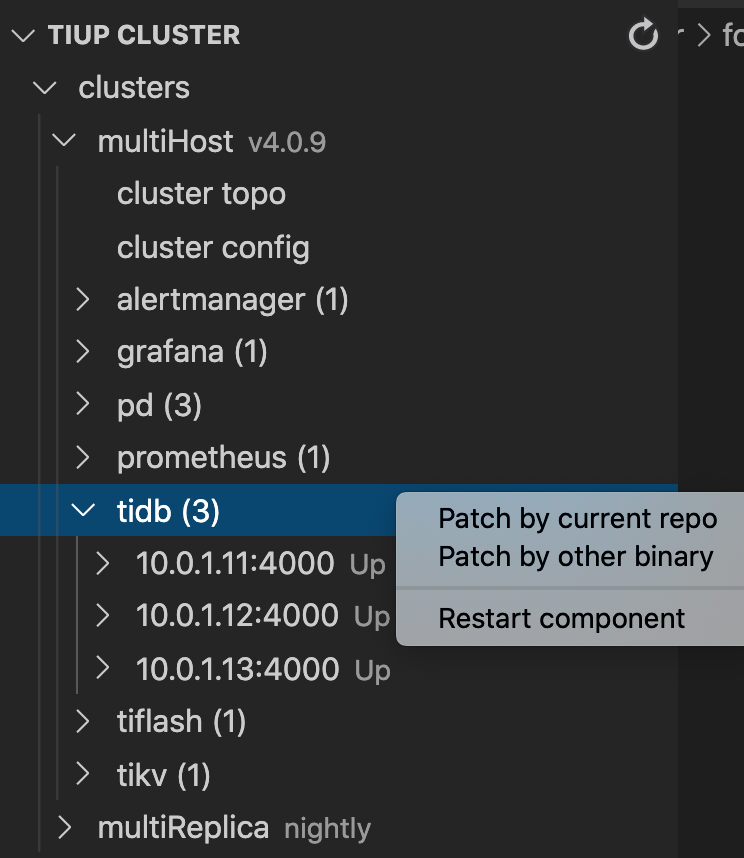 TIUP CLUSTER
clusters
multiHost v4.0.9
cluster topo
cluster config
alertmanager (1)
grafana (1)
pd (3)
prometheus (1)
tidb (3)
Patch by current repo
Patch by other binary
10.0.1.11:4000 Up
10.0.1.12:4000 Up
Restart component
10.0.1.13:4000 Up
tiflash (1)
tikv (1)
multiReplica nightly